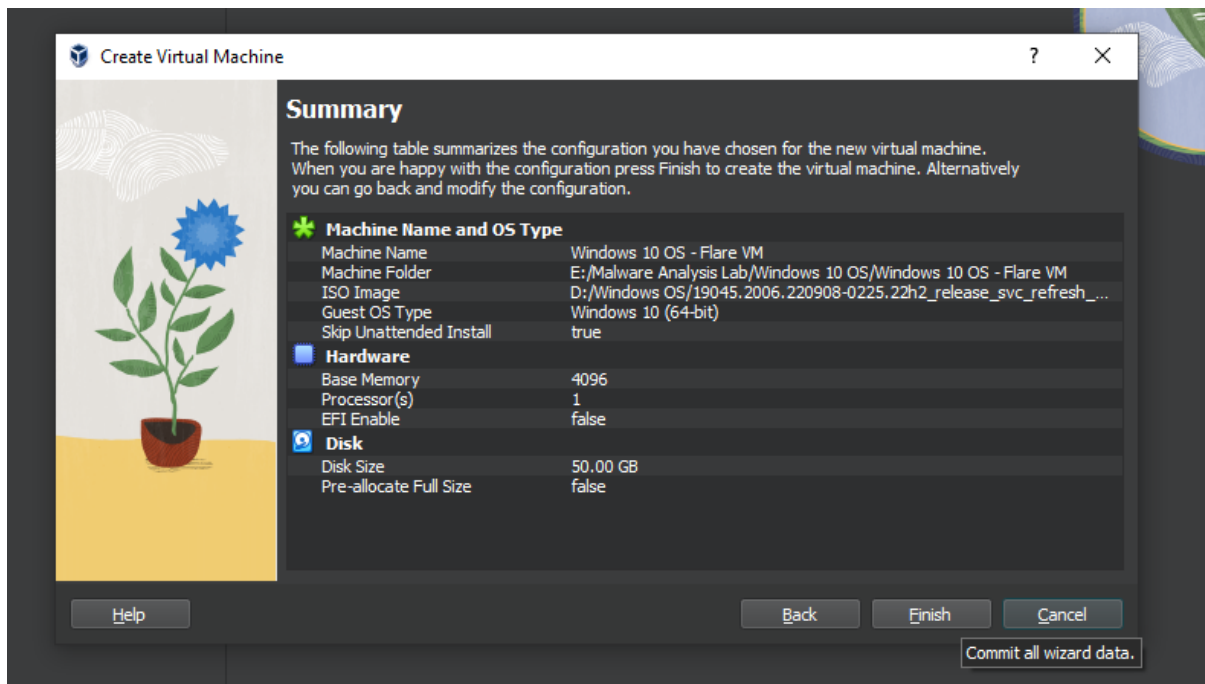 Create Virtual Machine
?
Summary
The following table summarizes the configuration you have chosen for the new virtual machine.
When you are happy with the configuration press Finish to create the virtual machine. Alternatively
you can go back and modify the configuration.
Machine Name and OS Type
Machine Name Windows 10 OS - Flare VM
Machine Folder E:/Malware Analysis Lab/Windows 10 OS/Windows 10 OS - Flare VM
ISO Image D:/Windows OS/19045.2006.220908-0225.22h2_release_svc_refresh_...
Guest OS Type Windows 10 (64-bit)
Skip Unattended Install true
Hardware
Base Memory 4096
Processor(s) 1
EFI Enable false
Disk
Disk Size 50.00 GB
Pre-allocate Full Size false
Help Back Finish Cancel
Commit all wizard data.